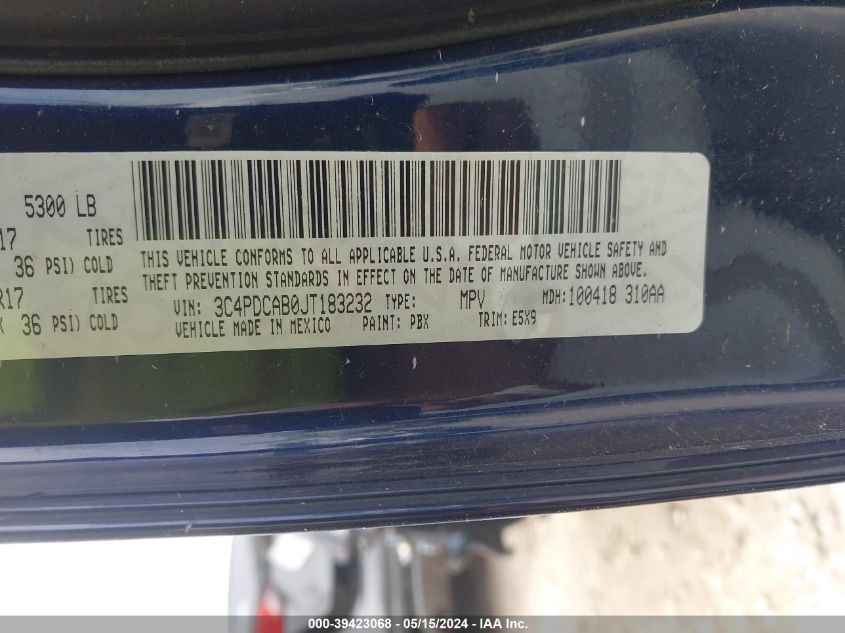 5300 LB
17 TIRES
36 PSI) COLD
R17 TIRES
( 36 PSI) COLD
THIS VEHICLE CONFORMS TO ALL APPLICABLE U.S.A. FEDERAL MOTOR VEHICLE SAFETY AND
THEFT PREVENTION STANDARDS IN EFFECT ON THE DATE OF MANUFACTURE SHOWN ABOVE.
VIN: 3C4PDCAB0JT183232 TYPE: MPV MDH:100418 310AA
VEHICLE MADE IN MEXICO PAINT: PBX TRIM: E5X9
5300-39423068 - 05/15/2024 - IAA Inc.